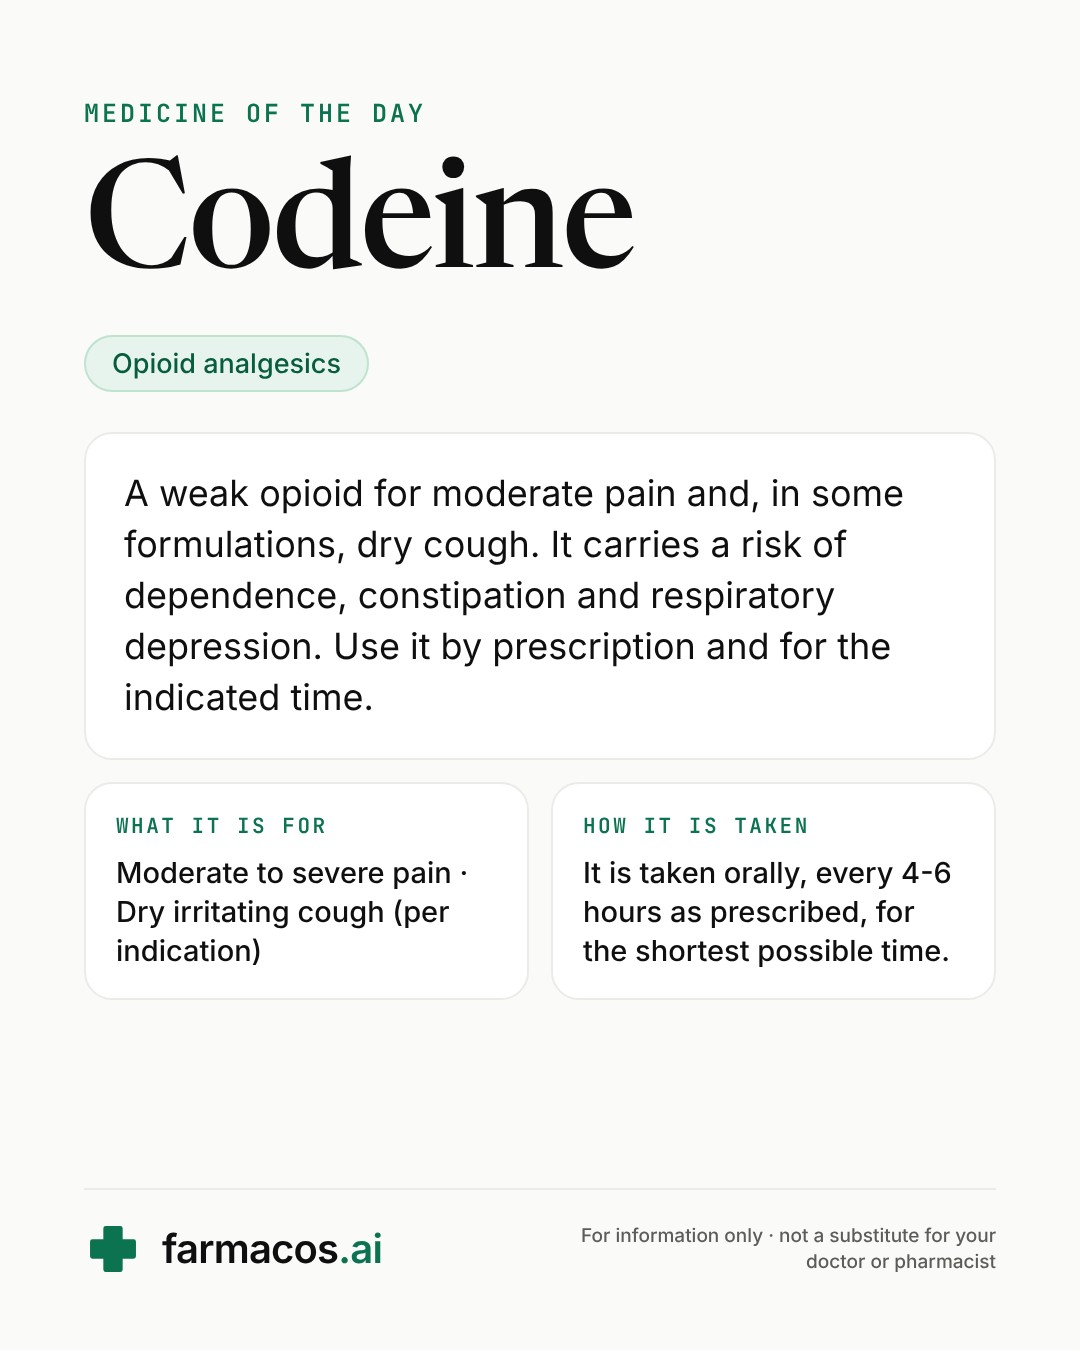 MEDICINE OF THE DAY
Codeine
Opioid analgesics
A weak opioid for moderate pain and, in some
formulations, dry cough. It carries a risk of
dependence, constipation and respiratory
depression. Use it by prescription and for the
indicated time.
WHAT IT IS FOR
Moderate to severe pain ·
Dry irritating cough (per
indication)
HOW IT IS TAKEN
It is taken orally, every 4-6
hours as prescribed, for
the shortest possible time.
farmacos.ai
For information only · not a substitute for your
doctor or pharmacist